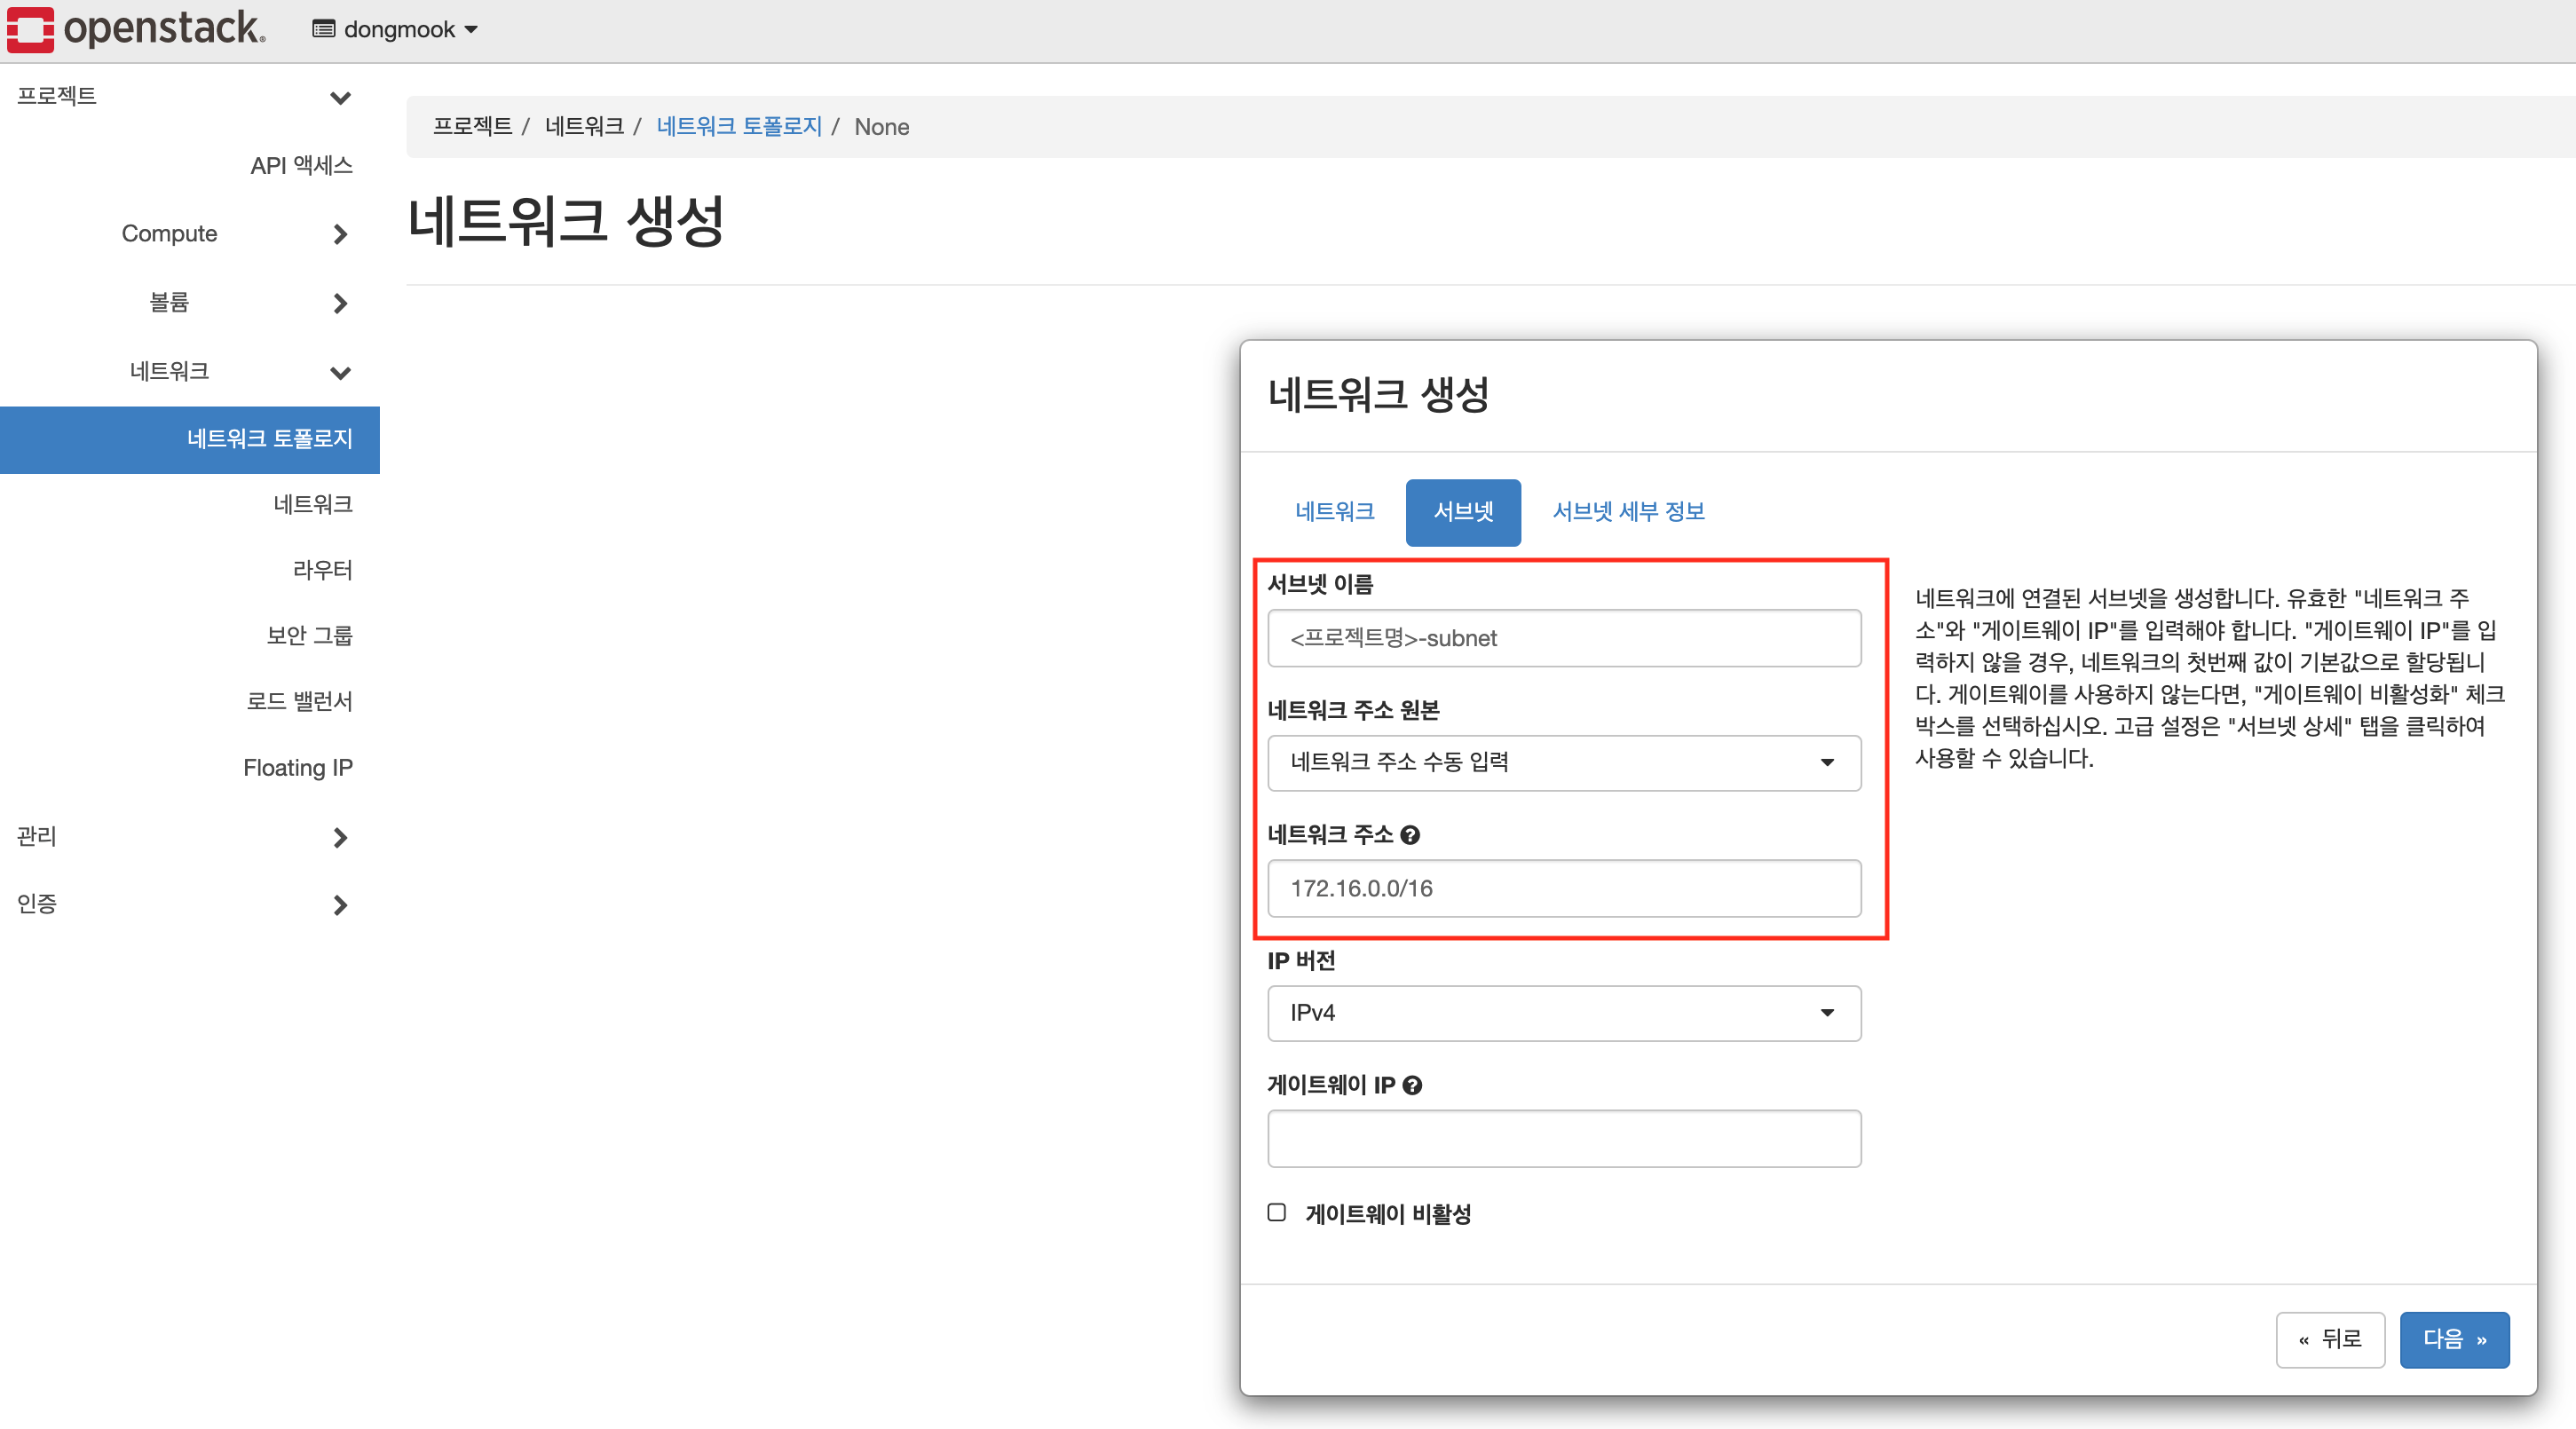 openstack.
dongmook
프로젝트
API 액세스
Compute
볼륨
네트워크
네트워크 토폴로지
네트워크
라우터
보안 그룹
로드 밸런서
Floating IP
관리
인증
프로젝트 / 네트워크 / 네트워크 토폴로지 / None
네트워크 생성
네트워크 생성
네트워크 서브넷 서브넷 세부 정보
서브넷 이름
<프로젝트명>-subnet
네트워크 주소 원본
네트워크 주소 수동 입력
네트워크 주소
172.16.0.0/16
IP 버전
IPv4
게이트웨이 IP
게이트웨이 비활성
네트워크에 연결된 서브넷을 생성합니다. 유효한 "네트워크 주
소"와 "게이트웨이 IP"를 입력해야 합니다. "게이트웨이 IP"를 입
력하지 않을 경우, 네트워크의 첫번째 값이 기본값으로 할당됩니
다. 게이트웨이를 사용하지 않는다면, "게이트웨이 비활성화" 체크
박스를 선택하십시오. 고급 설정은 "서브넷 상세" 탭을 클릭하여
사용할 수 있습니다.
« 뒤로
다음 »